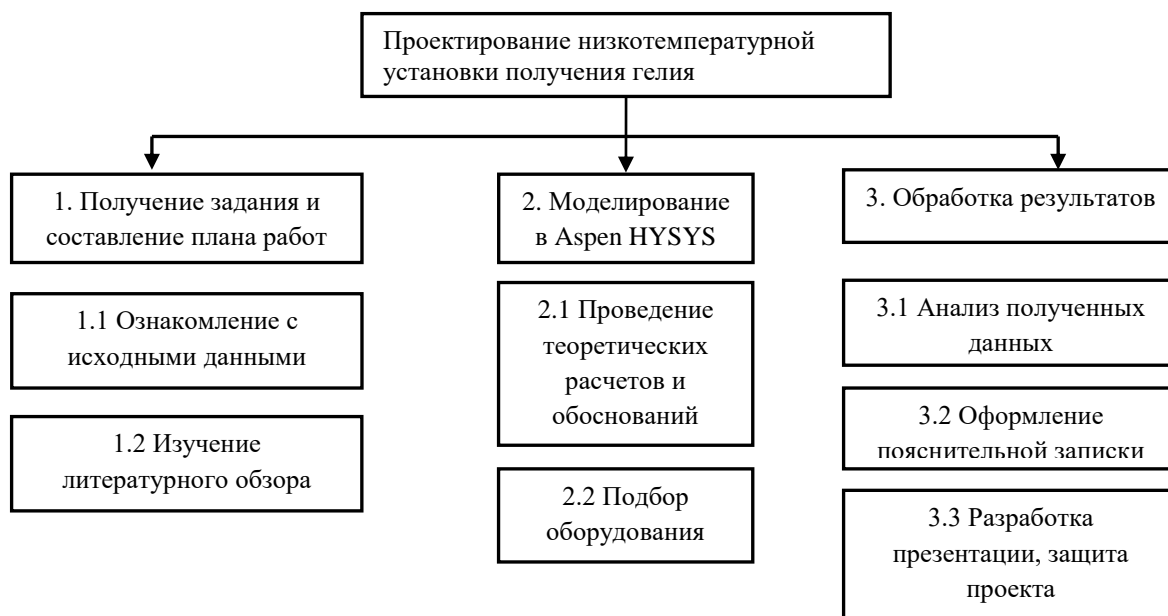 Проектирование низкотемпературной
установки получения гелия
1. Получение задания и
составление плана работ
1.1 Ознакомление с
исходными данными
1.2 Изучение
литературного обзора
2. Моделирование
в Aspen HYSYS
2.1 Проведение
теоретических
расчетов и
обоснований
2.2 Подбор
оборудования
3. Обработка результатов
3.1 Анализ полученных
данных
3.2 Оформление
пояснительной записки
3.3 Разработка
презентации, защита
проекта